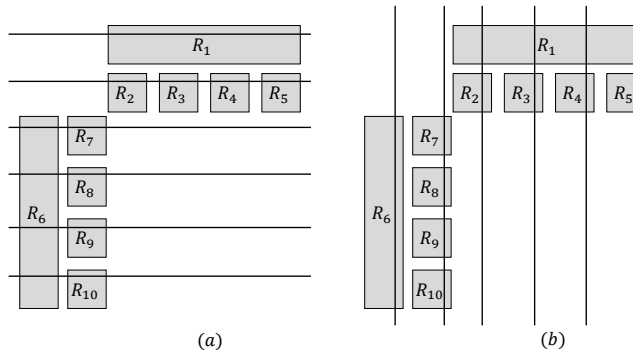 R₁ R₁
R₂ R₃ R₄ R₅ R₂ R₃ R₄ R₅
R₇ R₇
R₈ R₈
R₆ R₆
R₉ R₉
R₁₀ R₁₀
(a) (b)